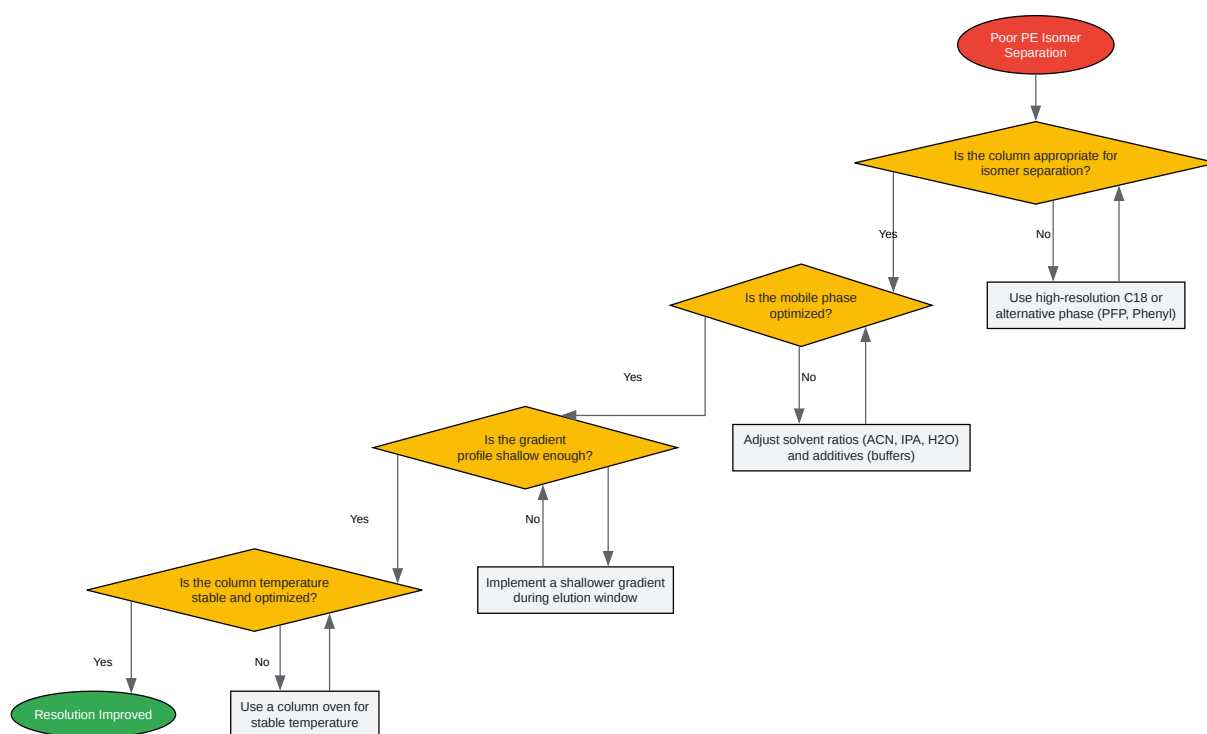 Poor PE Isomer
Separation
Is the column appropriate for
isomer separation?
Yes
No
Use high-resolution C18 or
alternative phase (PFP, Phenyl)
Is the mobile phase
optimized?
Yes
No
Adjust solvent ratios (ACN, IPA, H2O)
and additives (buffers)
Is the gradient
profile shallow enough?
Yes
No
Implement a shallower gradient
during elution window
Is the column temperature
stable and optimized?
Yes
No
Use a column oven for
stable temperature
Resolution Improved